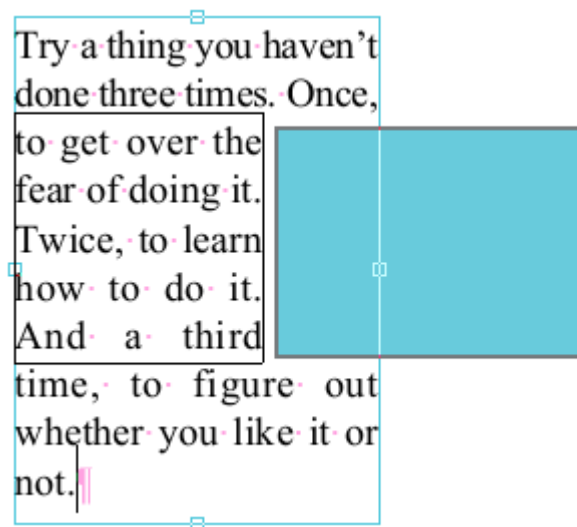 Try a thing you haven’t
done three times. Once,
to get over the
fear of doing it.
Twice, to learn
how to do it.
And a third
time, to figure out
whether you like it or
not.¶